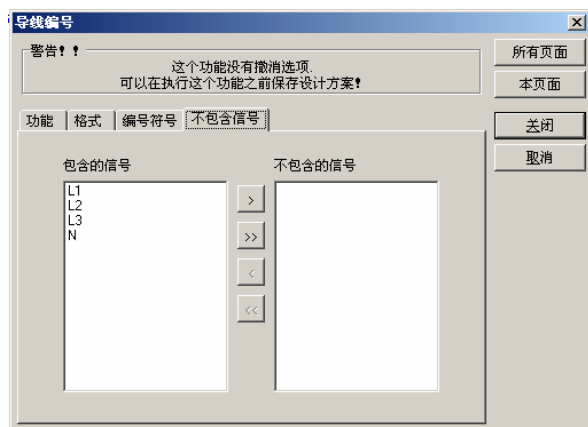 导线编号
警告！！
这个功能没有撤消选项.
可以在执行这个功能之前保存设计方案！
所有页面
本页面
关闭
取消
功能 格式 编号符号 不包含信号
包含的信号 不包含的信号
L1
L2
L3
N
>
>>
<
<<